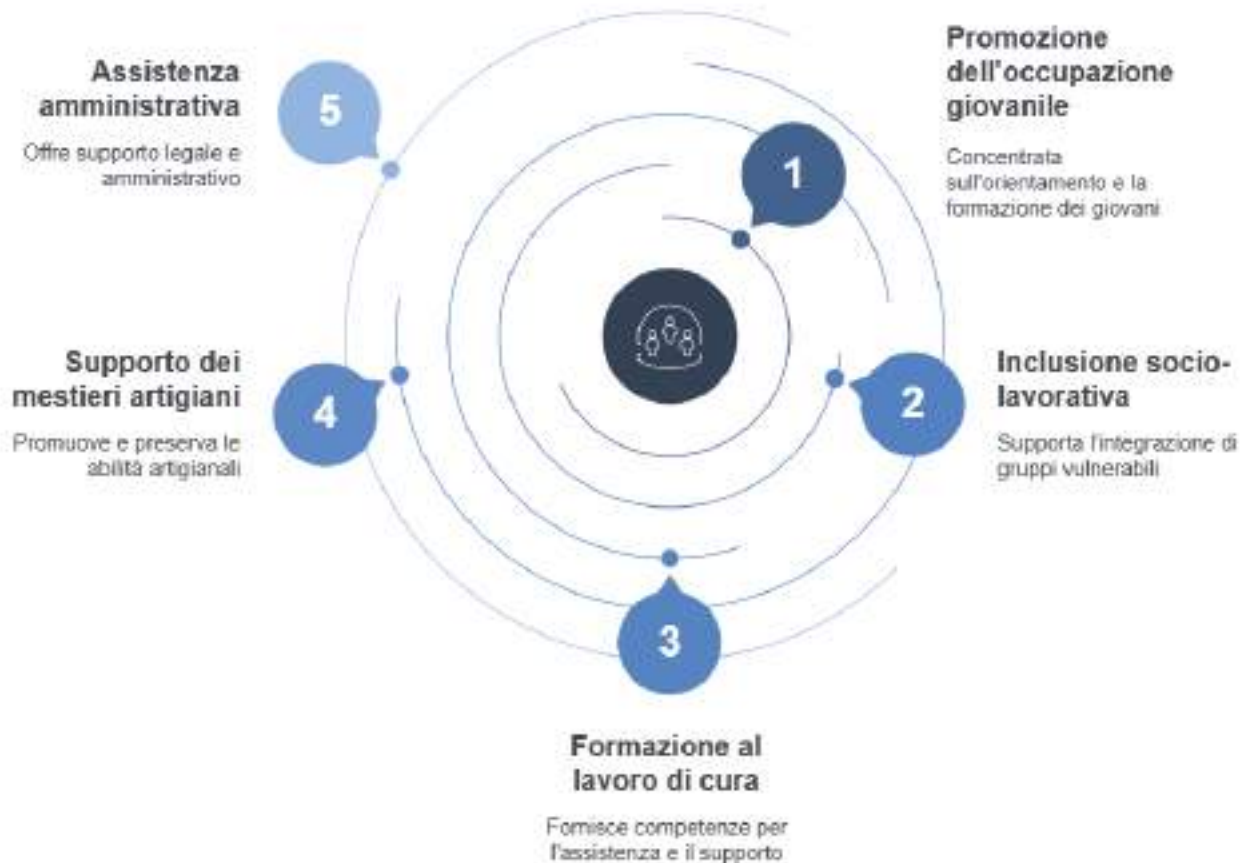 1
Promozione
dell'occupazione
giovanile
Concentrata
sull'orientamento e la
formazione dei giovani
2
Inclusione socio-
lavorativa
Supporta l'integrazione di
gruppi vulnerabili
3
Formazione al
lavoro di cura
Fornisce competenze per
l'assistenza e il supporto
4
Supporto dei
mestieri artigiani
Promuove e preserva le
abilità artigianali
5
Assistenza
amministrativa
Offre supporto legale e
amministrativo